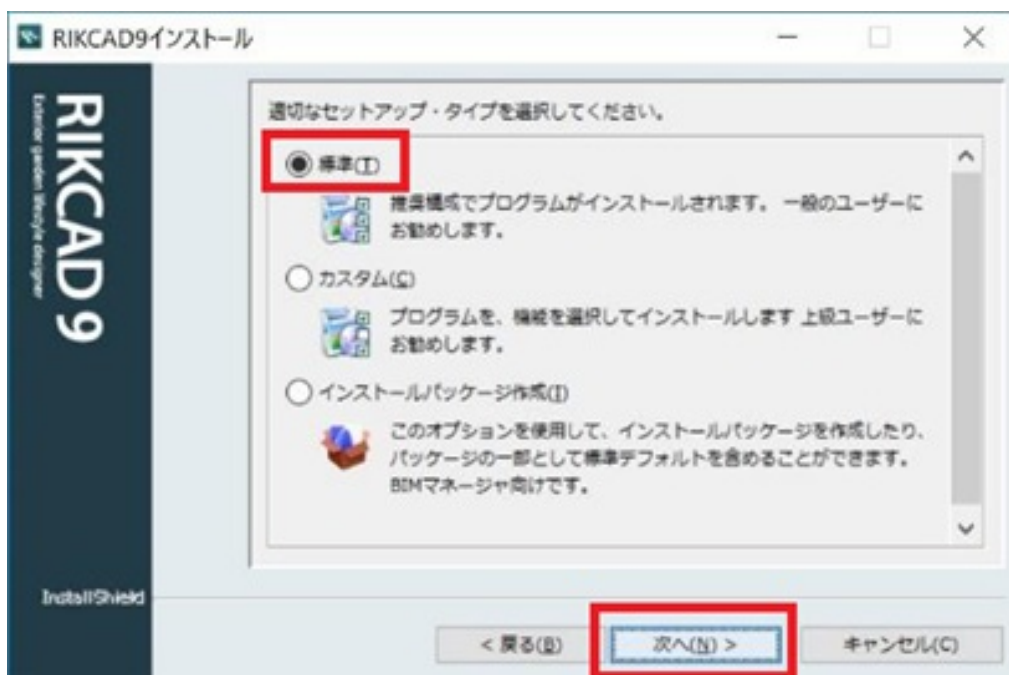 RIKCAD9インストール
RIKCAD 9
Exterior garden lifestyle designer
適切なセットアップ・タイプを選択してください。
標準(T)
推奨構成でプログラムがインストールされます。 一般のユーザーに
お勧めします。
カスタム(C)
プログラムを、機能を選択してインストールします 上級ユーザーに
お勧めします。
インストールパッケージ作成(I)
このオプションを使用して、インストールパッケージを作成したり、
パッケージの一部として標準デフォルトを含めることができます。
BIMマネージャ向けです。
InstallShield
< 戻る(B)
次へ(N) >
キャンセル(C)